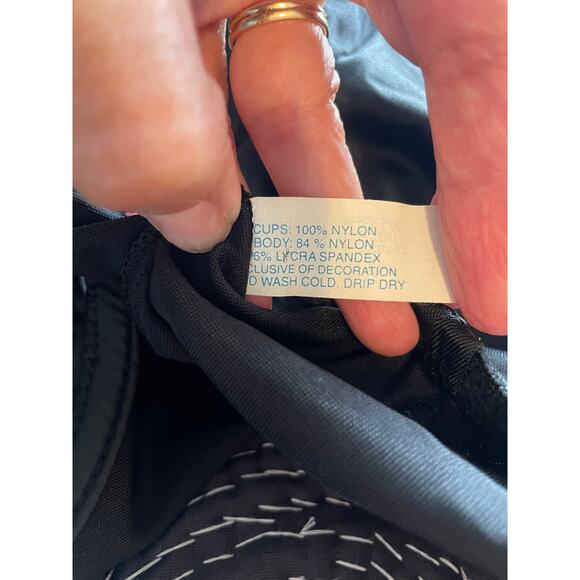 CUPS: 100% NYLON
BODY: 84 % NYLON
6% LYCRA SPANDEX
CLUSIVE OF DECORATION
D WASH COLD. DRIP DRY